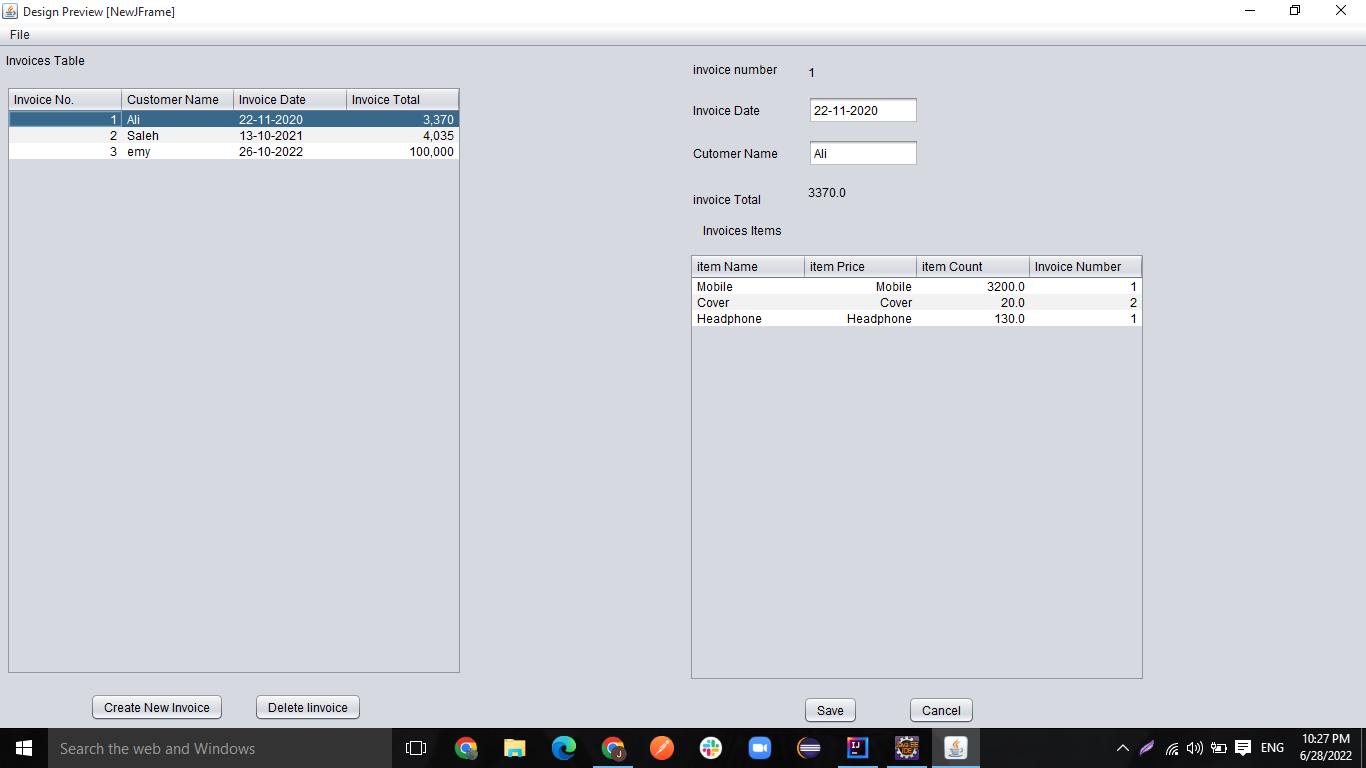 Design Preview [NewJFrame]
File
Invoices Table
Invoice No. Customer Name Invoice Date Invoice Total
1 Ali 22-11-2020 3,370
2 Saleh 13-10-2021 4,035
3 emy 26-10-2022 100,000
Create New Invoice Delete Iinvoice
invoice number 1
Invoice Date 22-11-2020
Cutomer Name Ali
invoice Total 3370.0
Invoices Items
item Name item Price item Count Invoice Number
Mobile Mobile 3200.0 1
Cover Cover 20.0 2
Headphone Headphone 130.0 1
Save Cancel
Search the web and Windows
ENG
10:27 PM
6/28/2022